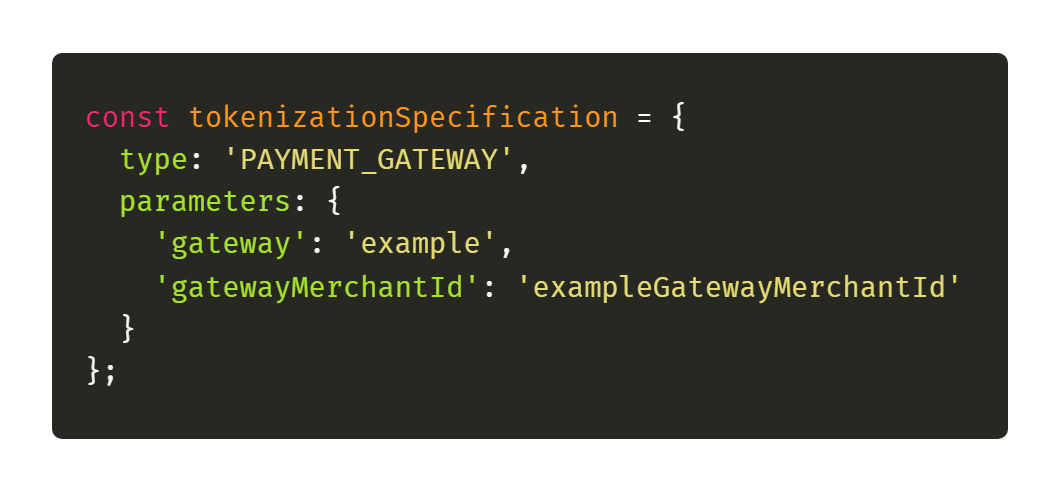 const tokenizationSpecification = {
  type: 'PAYMENT_GATEWAY',
  parameters: {
    'gateway': 'example',
    'gatewayMerchantId': 'exampleGatewayMerchantId'
  }
};